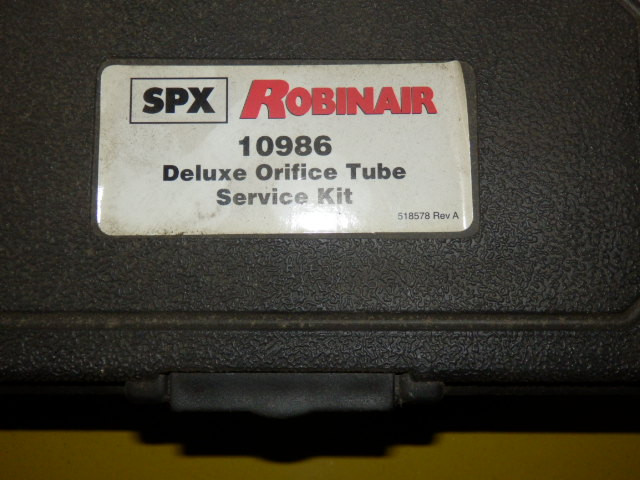 SPX ROBINAIR
10986
Deluxe Orifice Tube
Service Kit
518578 Rev A